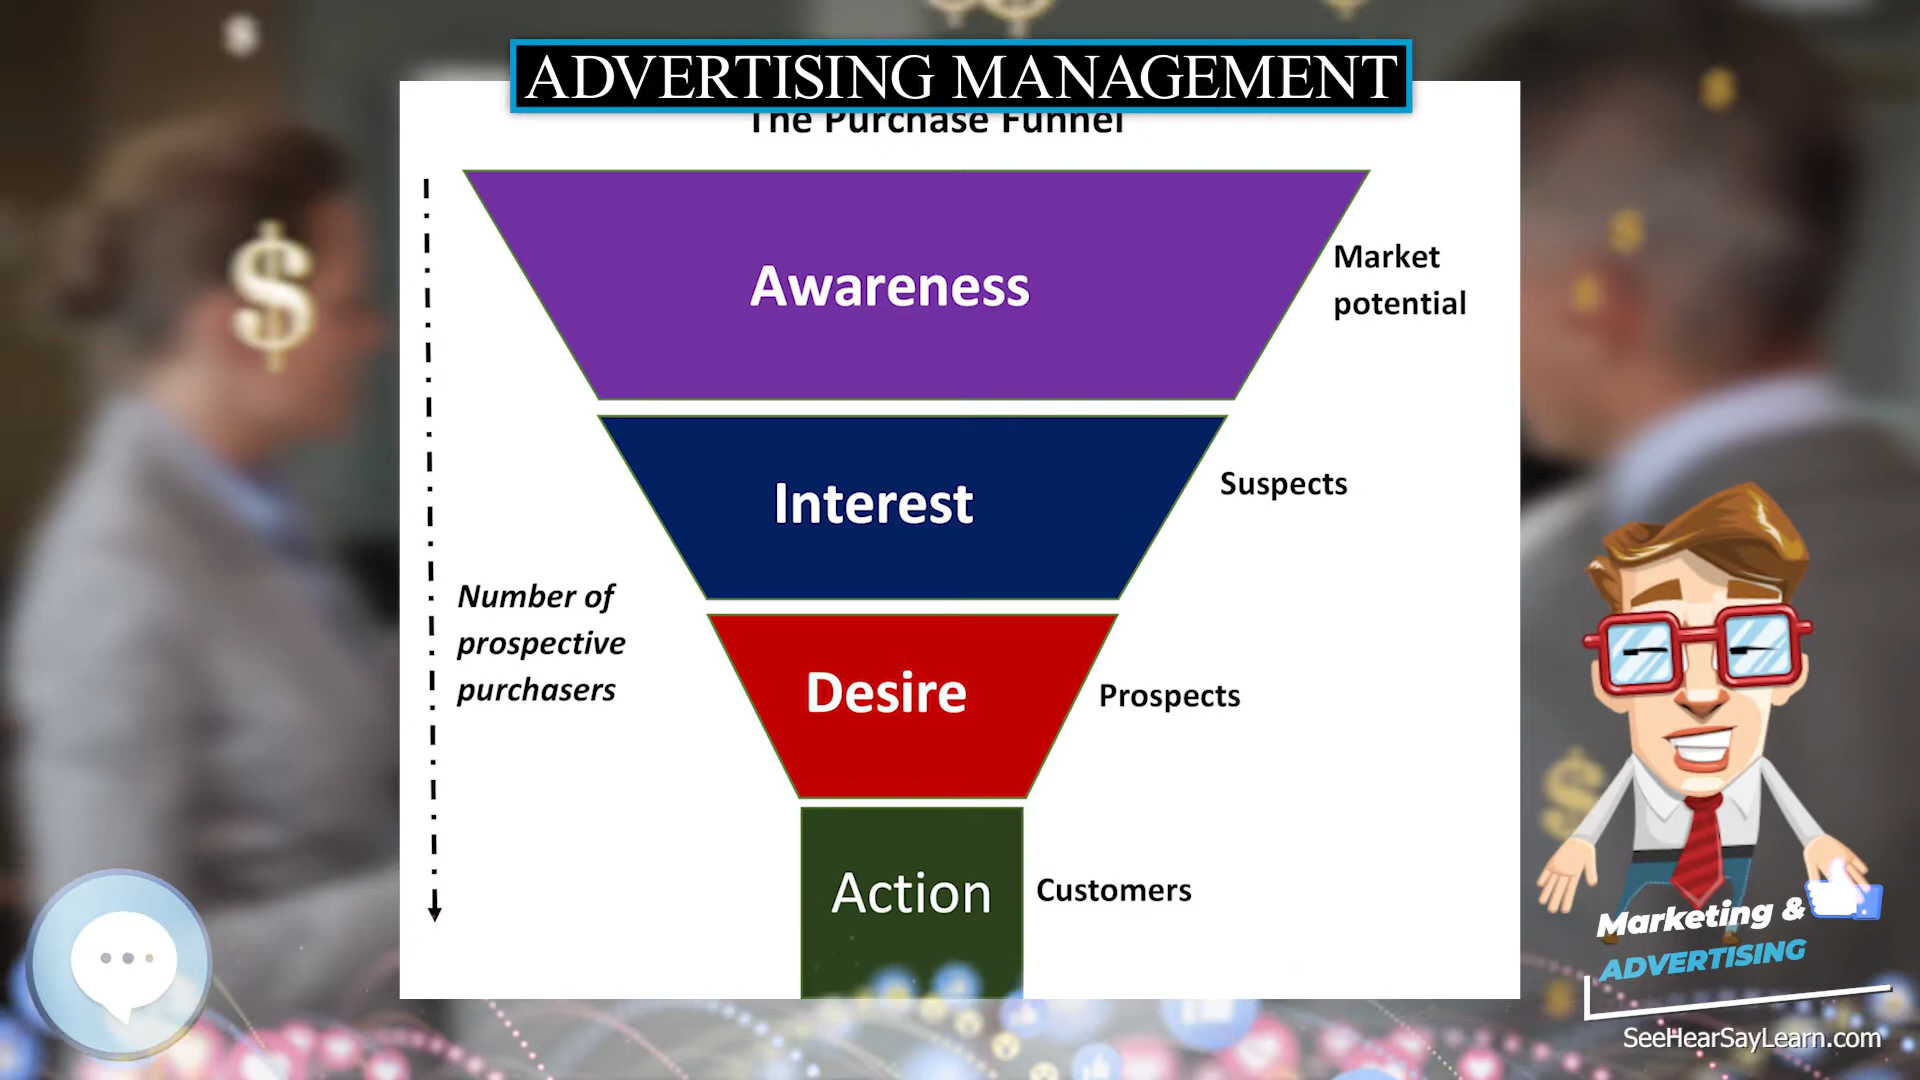 ADVERTISING MANAGEMENT
The Purchase Funnel
Awareness
Market
potential
Interest
Suspects
Number of
prospective
purchasers
Desire
Prospects
Action
Customers
Marketing &
ADVERTISING
SeeHearSayLearn.com